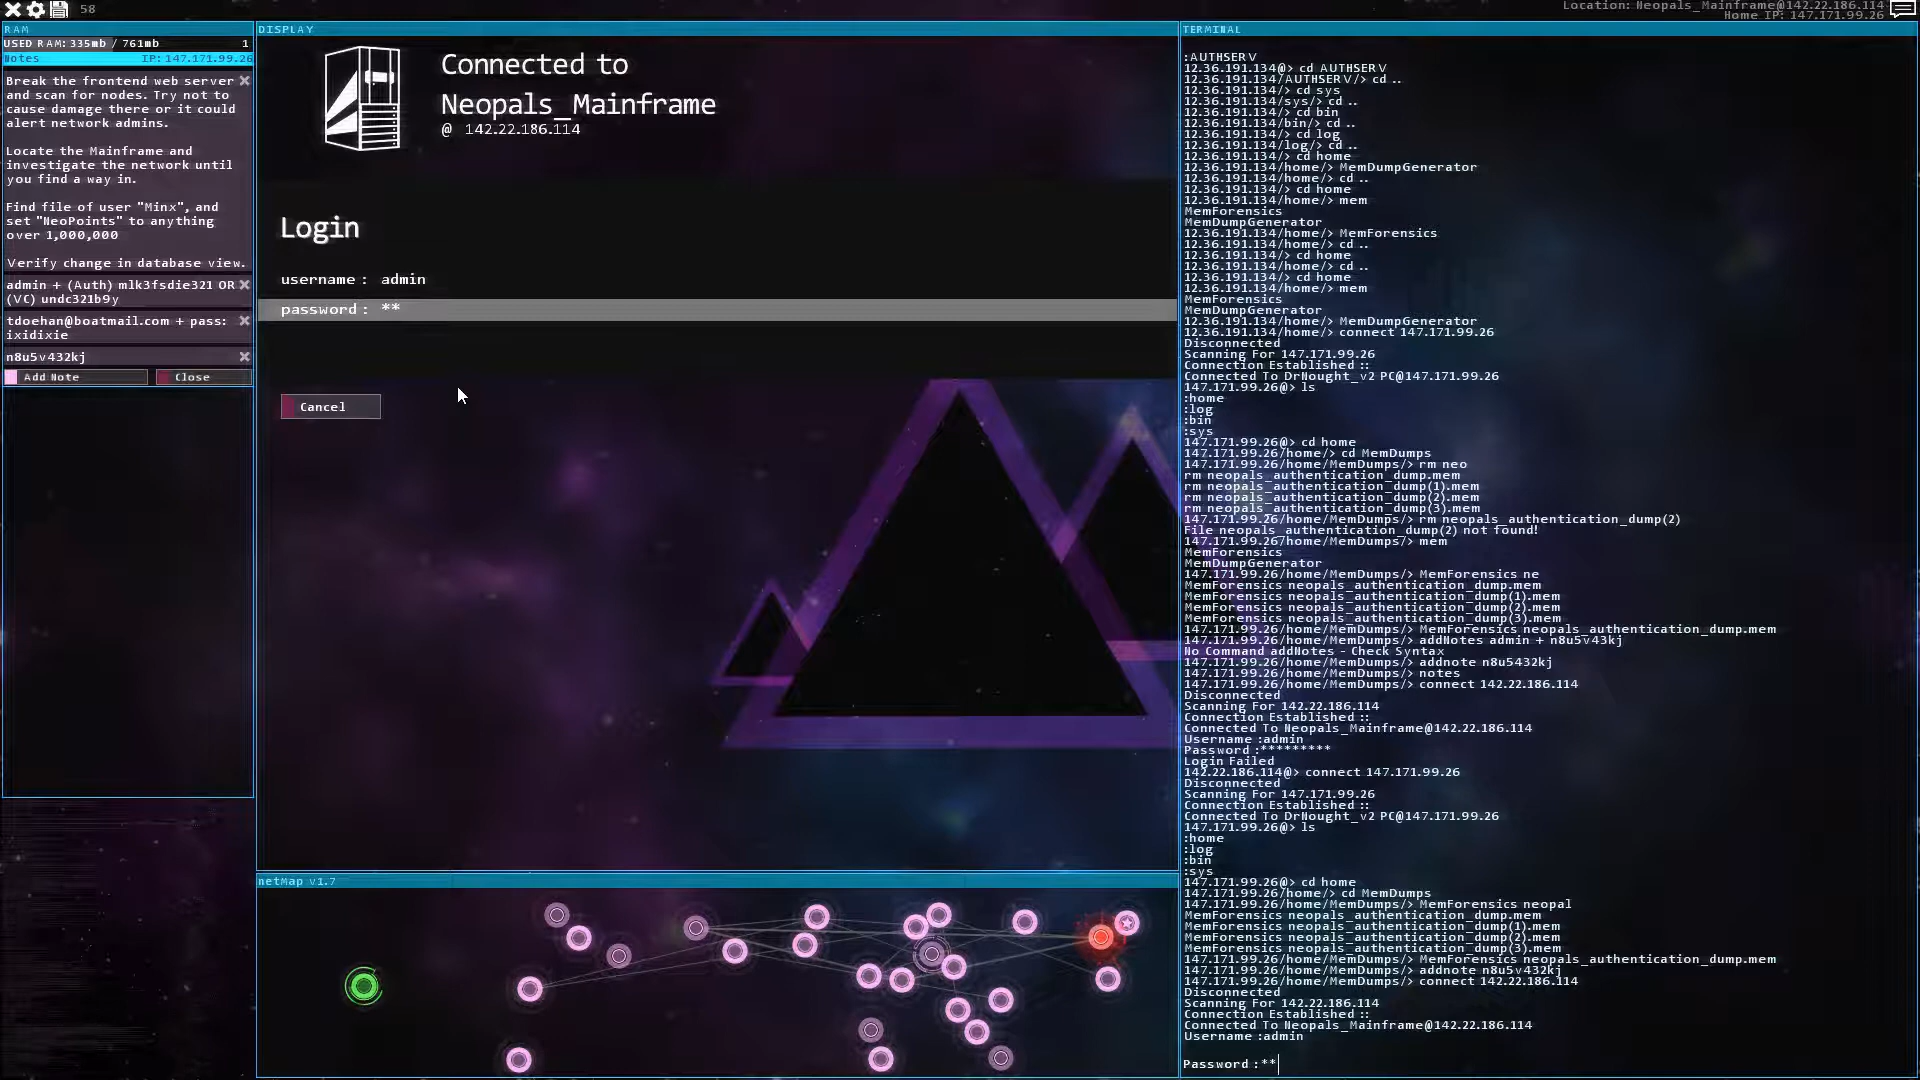 58
Location: Neopals_Mainframe@142.22.186.114
Home IP: 147.171.99.26
RAM
USED RAM: 335mb / 761mb 1
Notes IP: 147.171.99.26
Break the frontend web server
and scan for nodes. Try not to
cause damage there or it could
alert network admins.
Locate the Mainframe and
investigate the network until
you find a way in.
Find file of user "Minx", and
set "NeoPoints" to anything
over 1,000,000
Verify change in database view.
admin + (Auth) mlk3fsdie321 OR
(VC) undc321b9y
tdoehan@boatmail.com + pass:
ixidixie
n8u5v432kj
Add Note
Close
DISPLAY
Connected to
Neopals_Mainframe
@ 142.22.186.114
Login
username : admin
password : **
Cancel
netMap v1.7
TERMINAL
:AUTHSERV
12.36.191.134@> cd AUTHSERV
12.36.191.134/AUTHSERV/> cd ..
12.36.191.134/> cd sys
12.36.191.134/sys/> cd ..
12.36.191.134/> cd bin
12.36.191.134/bin/> cd ..
12.36.191.134/> cd log
12.36.191.134/log/> cd ..
12.36.191.134/> cd home
12.36.191.134/home/> MemDumpGenerator
12.36.191.134/home/> cd ..
12.36.191.134/> cd home
12.36.191.134/home/> mem
MemForensics
MemDumpGenerator
12.36.191.134/home/> MemForensics
12.36.191.134/home/> cd ..
12.36.191.134/> cd home
12.36.191.134/home/> cd ..
12.36.191.134/> cd home
12.36.191.134/home/> mem
MemForensics
MemDumpGenerator
12.36.191.134/home/> MemDumpGenerator
12.36.191.134/home/> connect 147.171.99.26
Disconnected
Scanning For 147.171.99.26
Connection Established ::
Connected To DrNought_v2 PC@147.171.99.26
147.171.99.26@> ls
:home
:log
:bin
:sys
147.171.99.26@> cd home
147.171.99.26/home/> cd MemDumps
147.171.99.26/home/MemDumps/> rm neo
rm neopals_authentication_dump.mem
rm neopals_authentication_dump(1).mem
rm neopals_authentication_dump(2).mem
rm neopals_authentication_dump(3).mem
147.171.99.26/home/MemDumps/> rm neopals_authentication_dump(2)
File neopals_authentication_dump(2) not found!
147.171.99.26/home/MemDumps/> mem
MemForensics
MemDumpGenerator
147.171.99.26/home/MemDumps/> MemForensics ne
MemForensics neopals_authentication_dump.mem
MemForensics neopals_authentication_dump(1).mem
MemForensics neopals_authentication_dump(2).mem
MemForensics neopals_authentication_dump(3).mem
147.171.99.26/home/MemDumps/> MemForensics neopals_authentication_dump.mem
147.171.99.26/home/MemDumps/> addNotes admin + n8u5v43kj
No Command addNotes - Check Syntax
147.171.99.26/home/MemDumps/> addnote n8u5432kj
147.171.99.26/home/MemDumps/> notes
147.171.99.26/home/MemDumps/> connect 142.22.186.114
Disconnected
Scanning For 142.22.186.114
Connection Established ::
Connected To Neopals_Mainframe@142.22.186.114
Username :admin
Password :*********
Login Failed
142.22.186.114@> connect 147.171.99.26
Disconnected
Scanning For 147.171.99.26
Connection Established ::
Connected To DrNought_v2 PC@147.171.99.26
147.171.99.26@> ls
:home
:log
:bin
:sys
147.171.99.26@> cd home
147.171.99.26/home/> cd MemDumps
147.171.99.26/home/MemDumps/> MemForensics neopal
MemForensics neopals_authentication_dump.mem
MemForensics neopals_authentication_dump(1).mem
MemForensics neopals_authentication_dump(2).mem
MemForensics neopals_authentication_dump(3).mem
147.171.99.26/home/MemDumps/> MemForensics neopals_authentication_dump.mem
147.171.99.26/home/MemDumps/> addnote n8u5v432kj
147.171.99.26/home/MemDumps/> connect 142.22.186.114
Disconnected
Scanning For 142.22.186.114
Connection Established ::
Connected To Neopals_Mainframe@142.22.186.114
Username :admin
Password :**